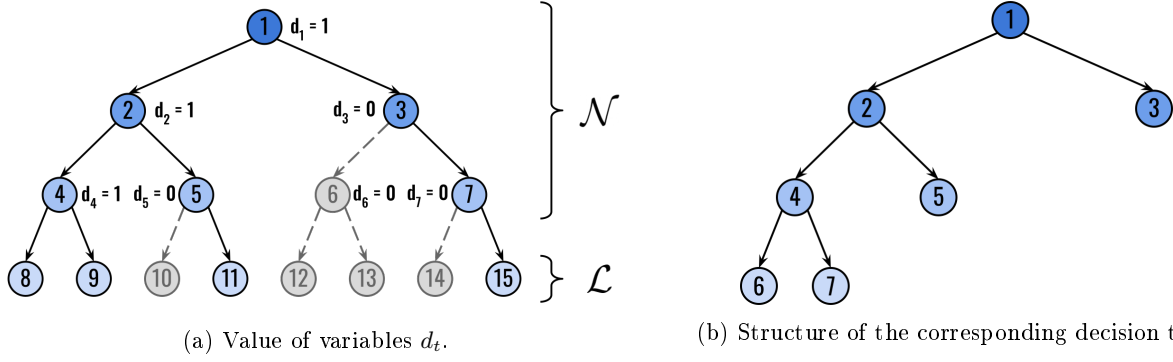 1 d₁ = 1
2 d₂ = 1 d₃ = 0 3
4 d₄ = 1 d₅ = 0 5 6 d₆ = 0 d₇ = 0 7
8 9 10 11 12 13 14 15
𝒩
ℒ
(a) Value of variables dₜ.
1
2 3
4 5
6 7
(b) Structure of the corresponding decision t